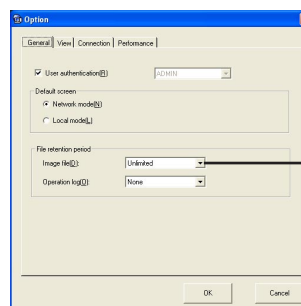 Option
General View Connection Performance
User authentication(R) ADMIN
Default screen
Network mode(N)
Local mode(L)
File retention period
Image file(D): Unlimited
Operation log(O): None
OK Cancel